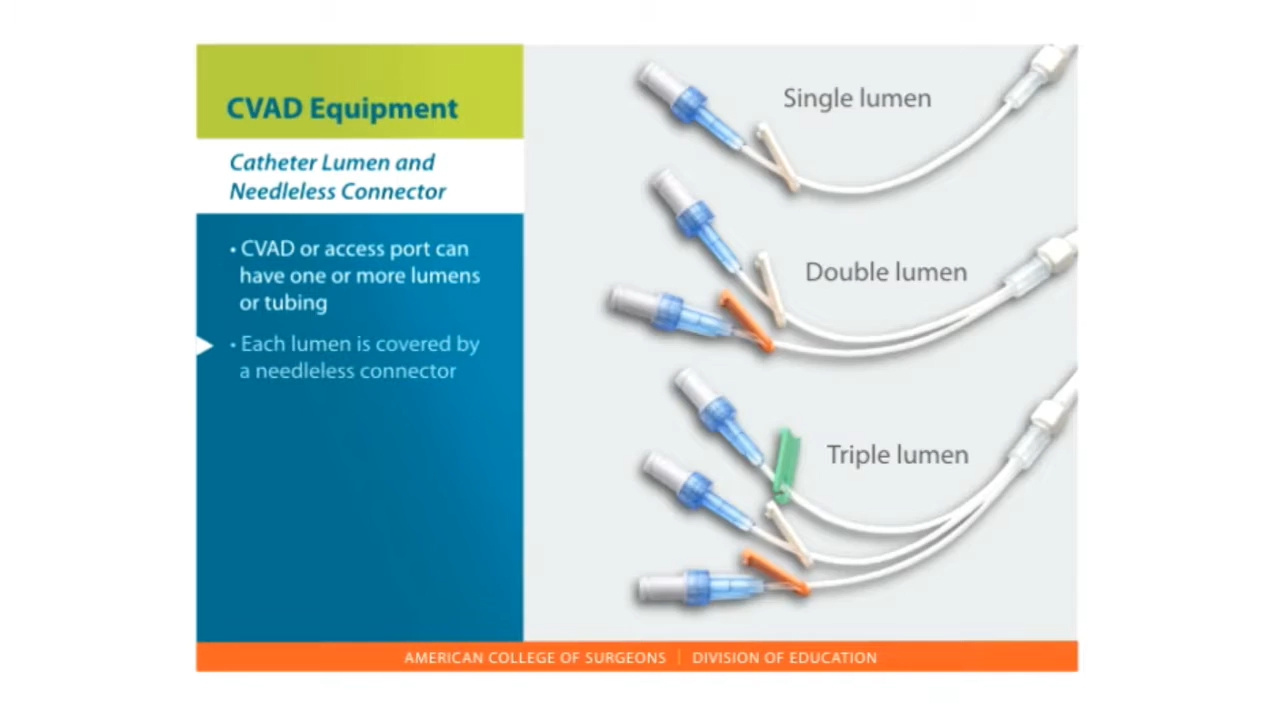 CVAD Equipment
Catheter Lumen and
Needleless Connector
• CVAD or access port can
have one or more lumens
or tubing
• Each lumen is covered by
a needleless connector
Single lumen
Double lumen
Triple lumen
AMERICAN COLLEGE OF SURGEONS | DIVISION OF EDUCATION